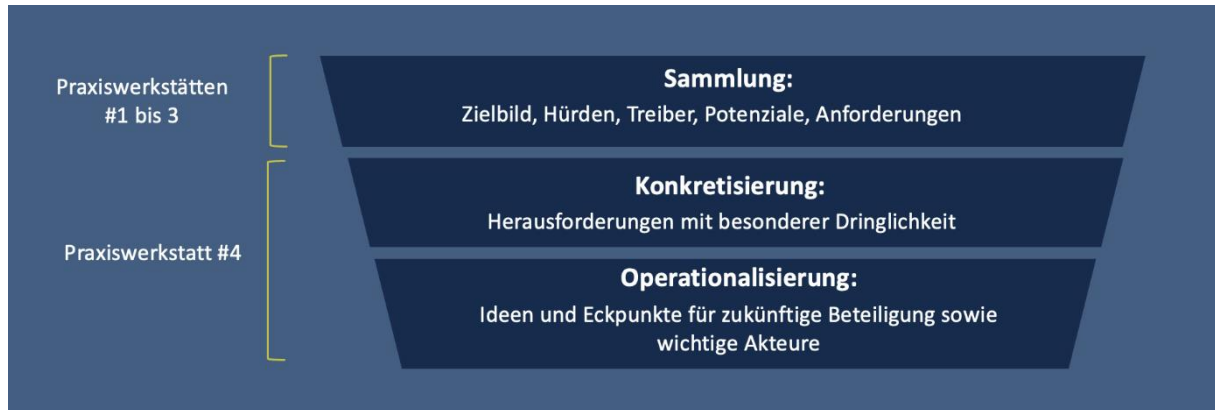 Praxiswerkstätten
#1 bis 3
Sammlung:
Zielbild, Hürden, Treiber, Potenziale, Anforderungen
Praxiswerkstatt #4
Konkretisierung:
Herausforderungen mit besonderer Dringlichkeit
Operationalisierung:
Ideen und Eckpunkte für zukünftige Beteiligung sowie
wichtige Akteure